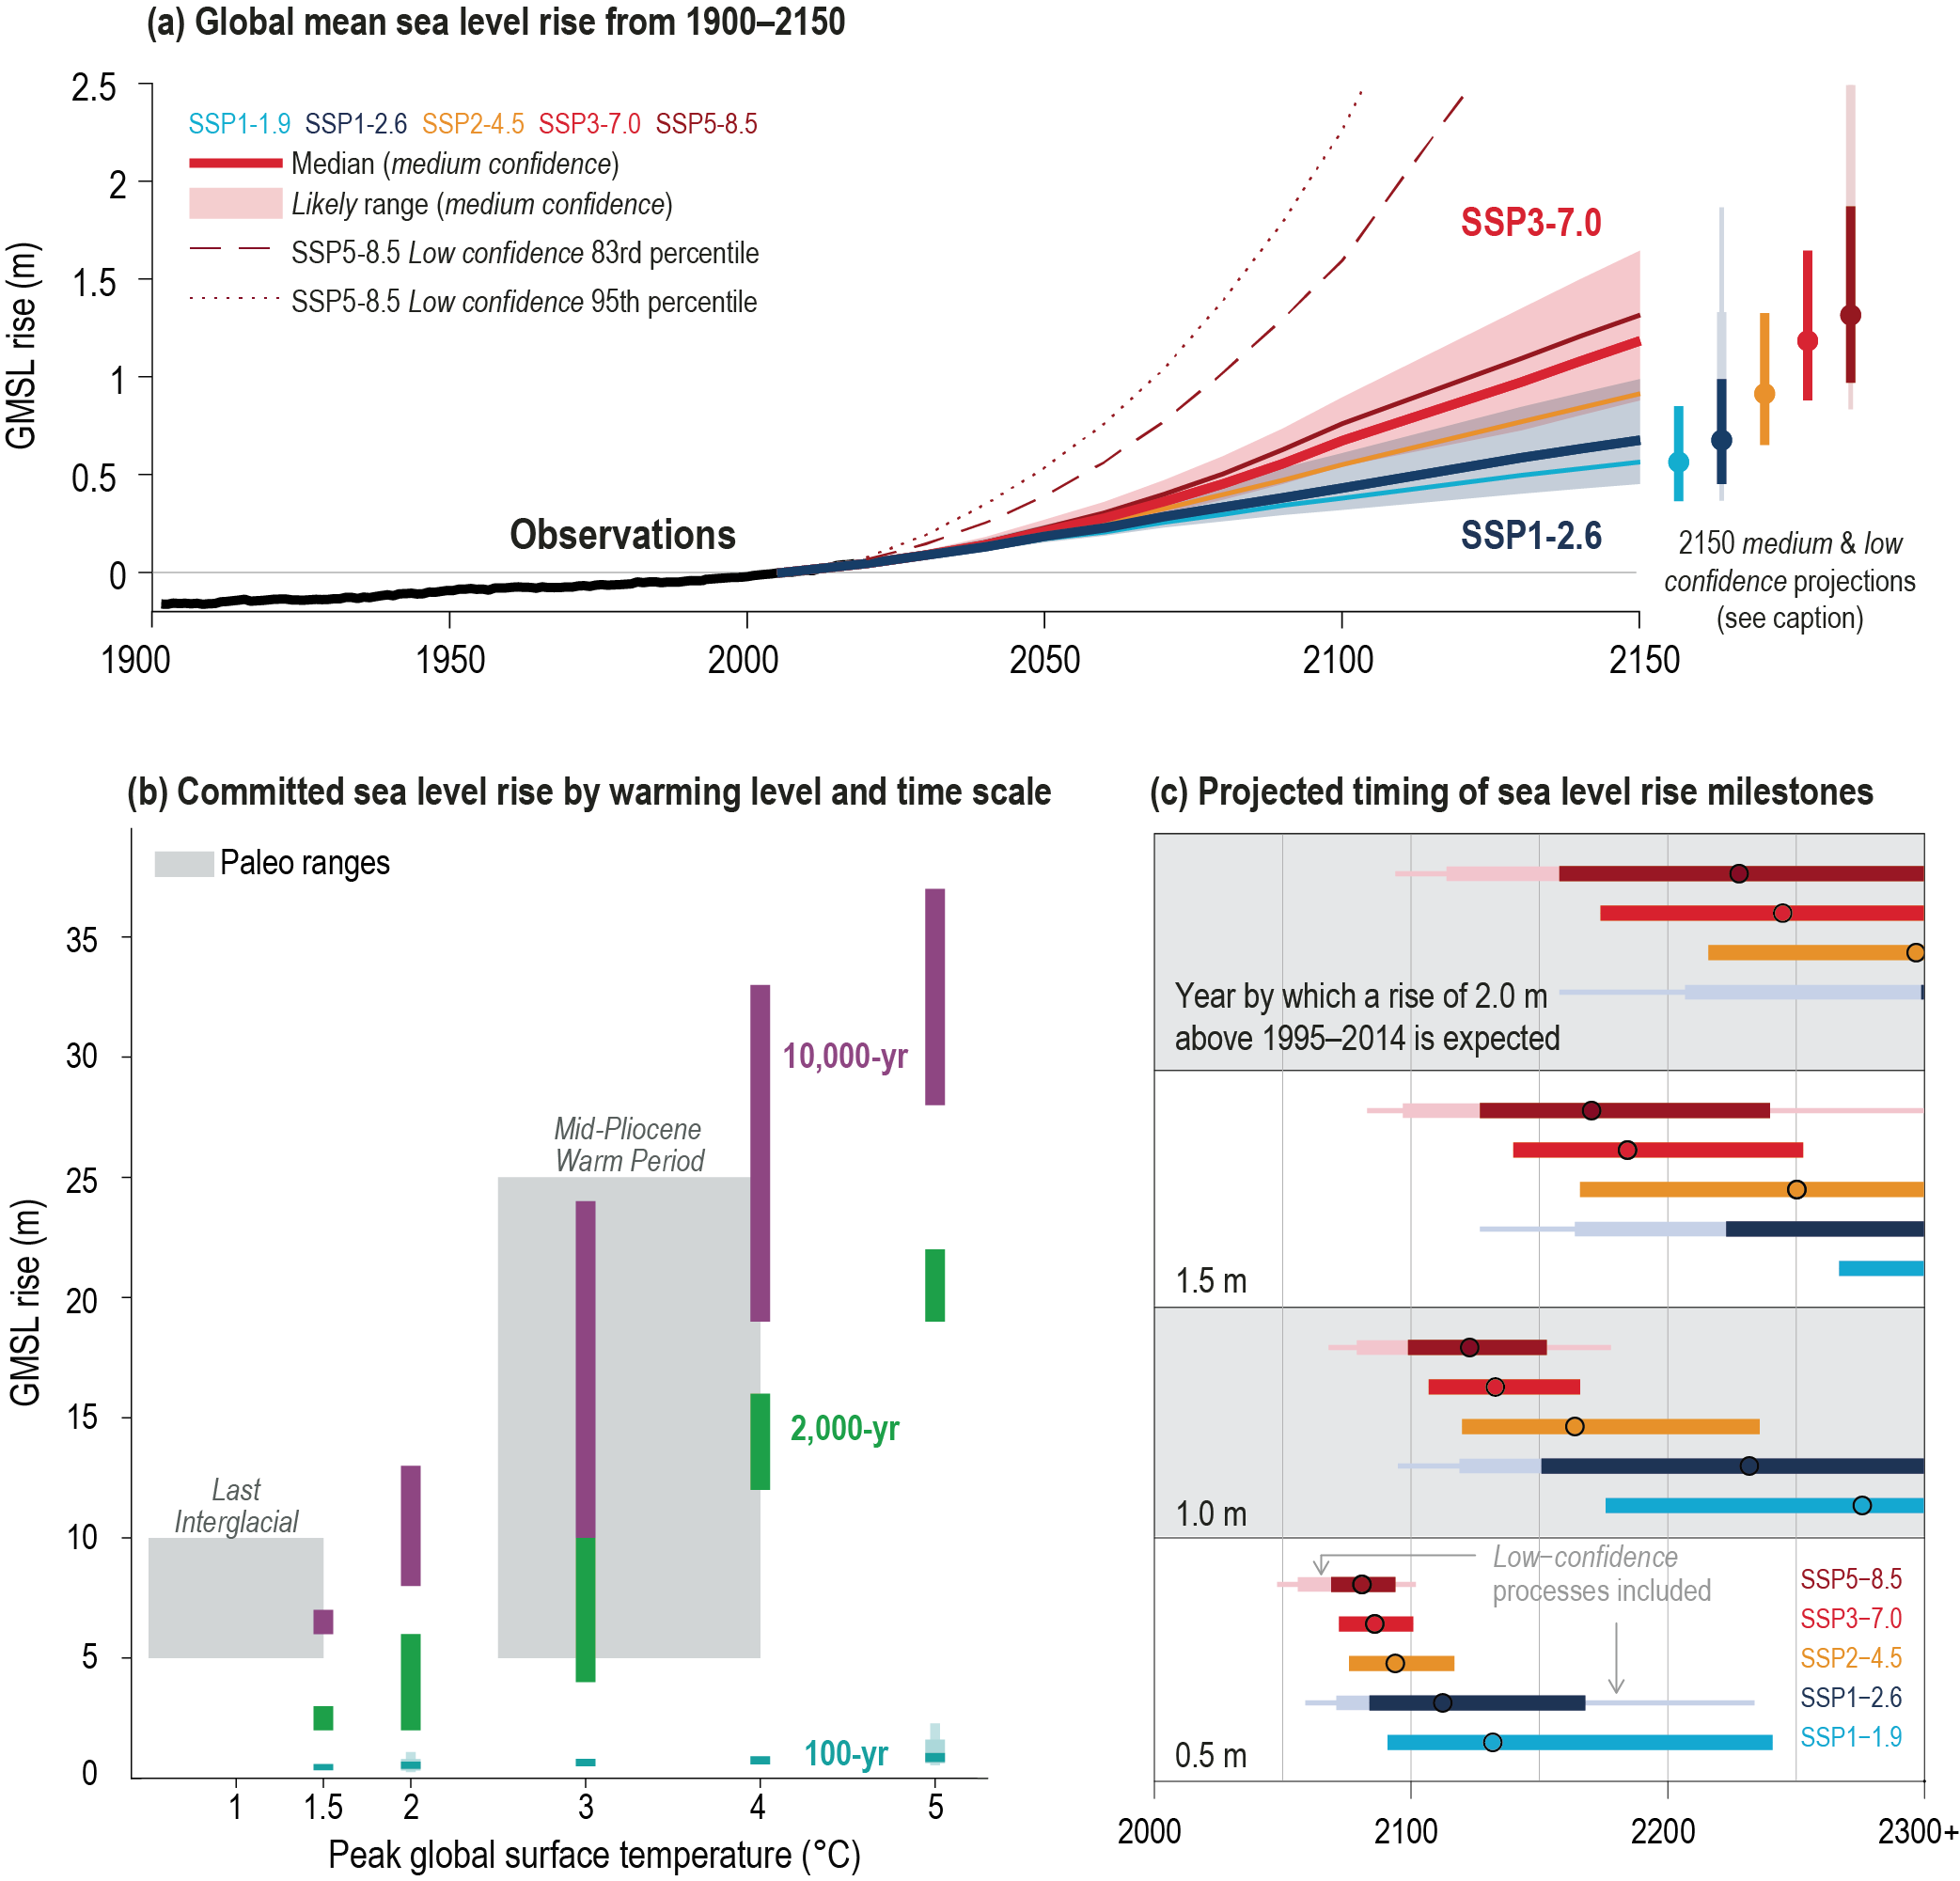 (a) Global mean sea level rise from 1900–2150
2.5
2
1.5
1
0.5
0
GMSL rise (m)
SSP1-1.9 SSP1-2.6 SSP2-4.5 SSP3-7.0 SSP5-8.5
Median (medium confidence)
Likely range (medium confidence)
SSP5-8.5 Low confidence 83rd percentile
SSP5-8.5 Low confidence 95th percentile
SSP3-7.0
Observations
SSP1-2.6
2150 medium & low
confidence projections
(see caption)
1900 1950 2000 2050 2100 2150
(b) Committed sea level rise by warming level and time scale
Paleo ranges
35
30
25
20
15
10
5
0
GMSL rise (m)
10,000-yr
Mid-Pliocene
Warm Period
2,000-yr
Last
Interglacial
100-yr
1 1.5 2 3 4 5
Peak global surface temperature (°C)
(c) Projected timing of sea level rise milestones
Year by which a rise of 2.0 m
above 1995–2014 is expected
1.5 m
1.0 m
Low−confidence
processes included
SSP5−8.5
SSP3−7.0
SSP2−4.5
SSP1−2.6
SSP1−1.9
0.5 m
2000 2100 2200 2300+